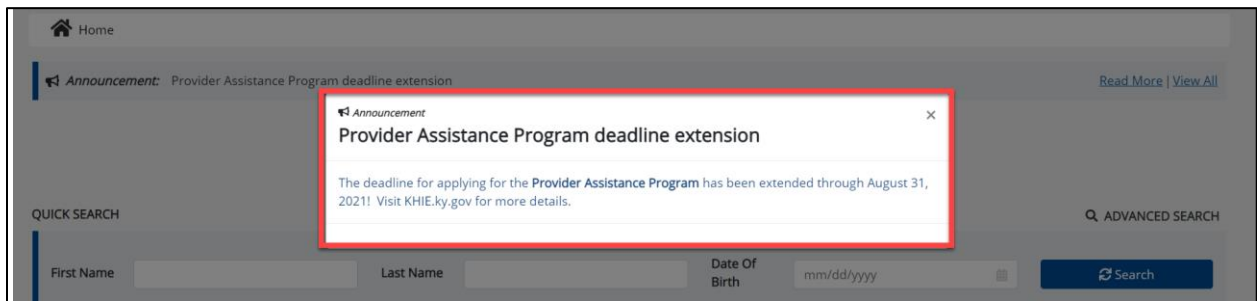 Home
Announcement: Provider Assistance Program deadline extension
Read More | View All
Announcement
×
Provider Assistance Program deadline extension
The deadline for applying for the Provider Assistance Program has been extended through August 31,
2021! Visit KHIE.ky.gov for more details.
QUICK SEARCH
ADVANCED SEARCH
First Name
Last Name
Date Of
Birth
mm/dd/yyyy
Search